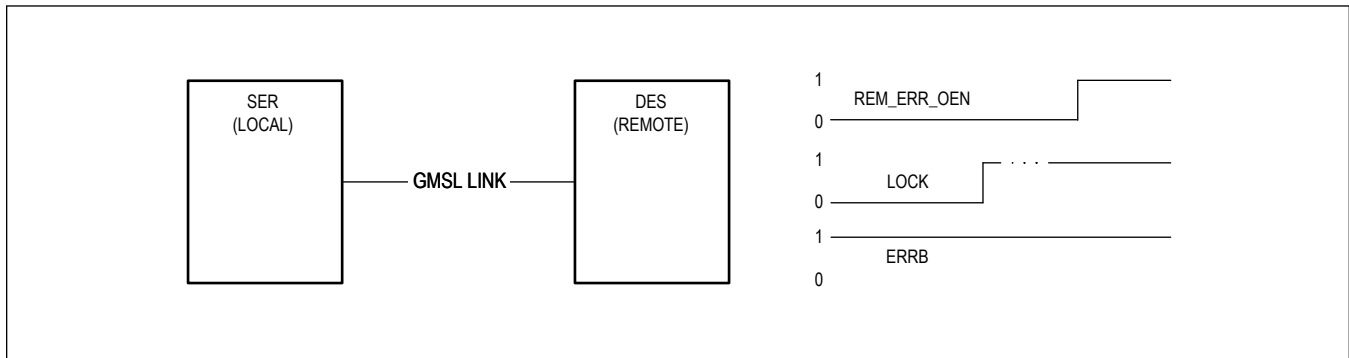 SER
(LOCAL)
GMSL LINK
DES
(REMOTE)
1
REM_ERR_OEN
0
1
LOCK
0
1
ERRB
0